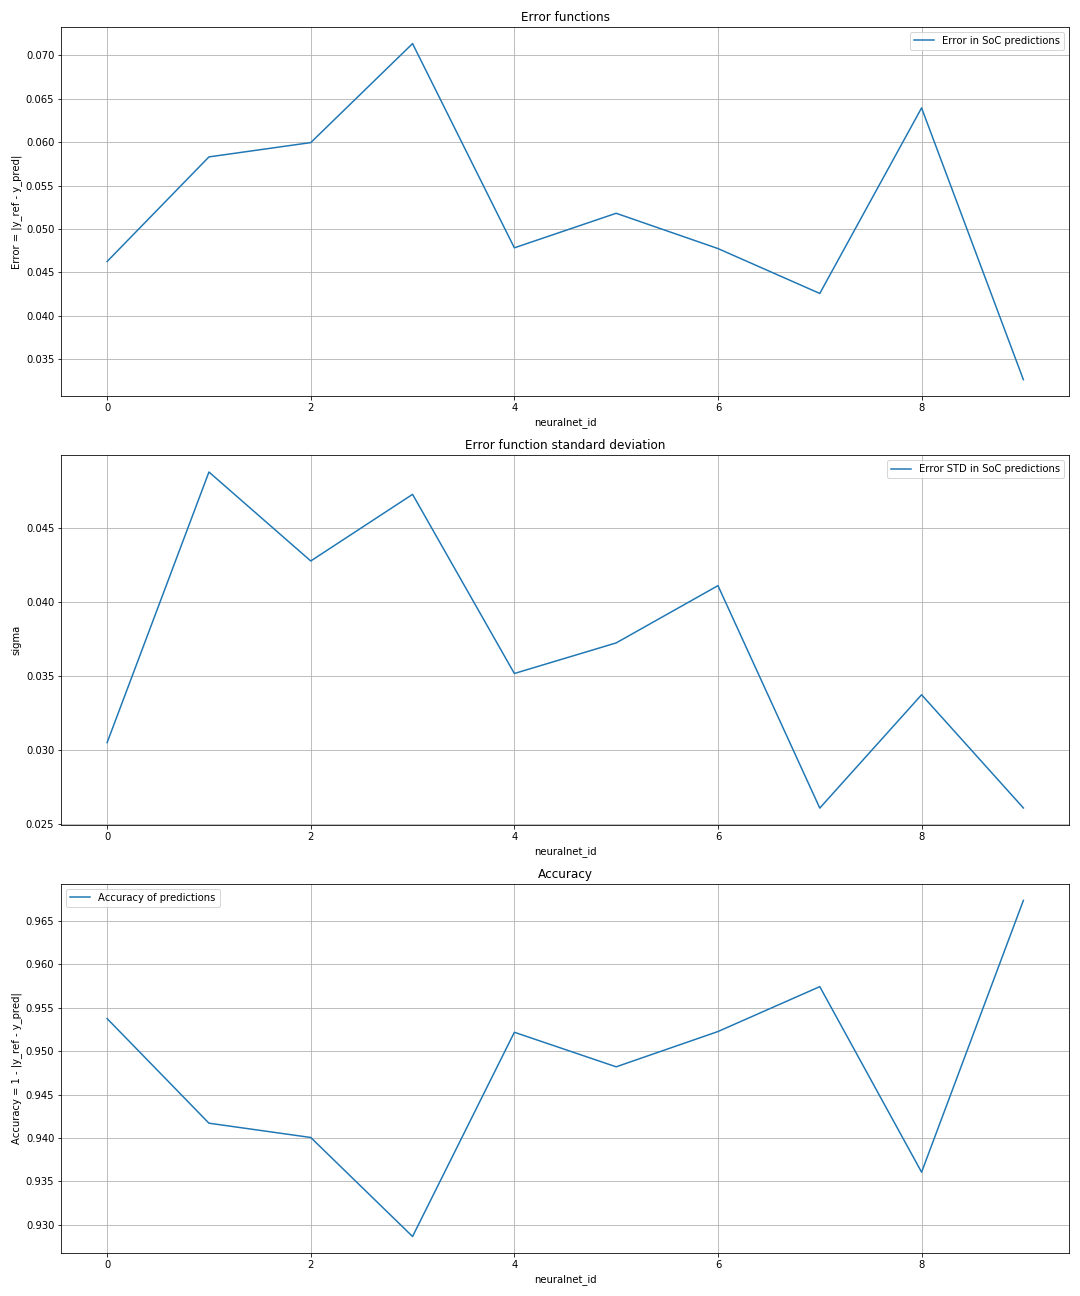 Error functions
Error in SoC predictions
0.070
0.065
0.060
0.055
0.050
0.045
0.040
0.035
Error = |y_ref - y_pred|
0 2 4 6 8
neuralnet_id
Error function standard deviation
Error STD in SoC predictions
0.045
0.040
0.035
0.030
0.025
sigma
0 2 4 6 8
neuralnet_id
Accuracy
Accuracy of predictions
0.965
0.960
0.955
0.950
0.945
0.940
0.935
0.930
Accuracy = 1 - |y_ref - y_pred|
0 2 4 6 8
neuralnet_id